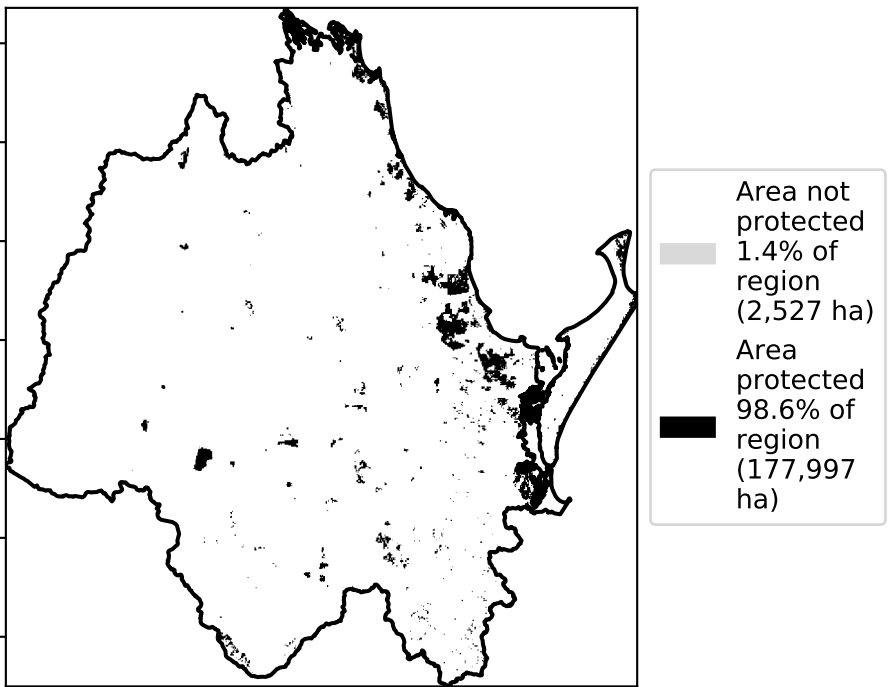 Area not
protected
1.4% of
region
(2,527 ha)
Area
protected
98.6% of
region
(177,997
ha)